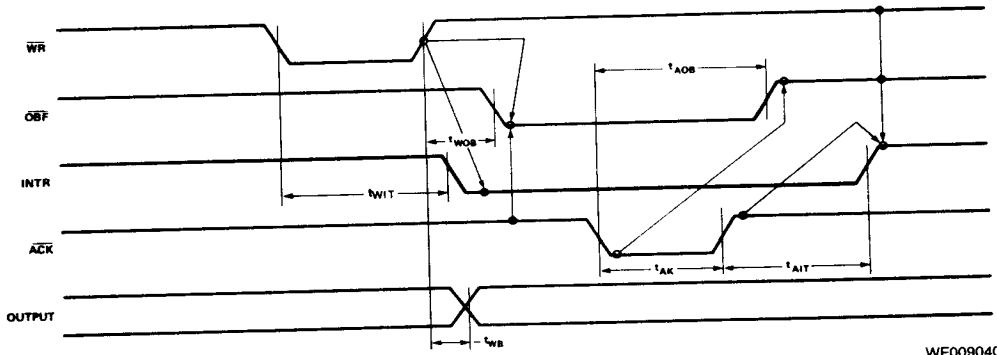 WR
tAOB
OBF
tWOB
INTR
tWIT
ACK
tAK
tAIT
OUTPUT
tWB
WF009040